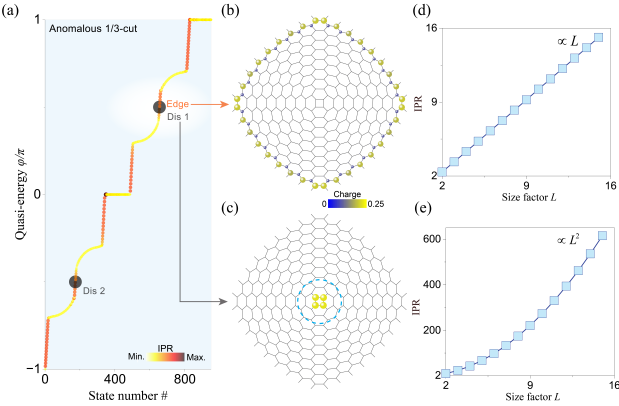 (a)
Anomalous 1/3-cut
Edge
Dis 1
Dis 2
IPR
Min.
Max.
1
0
−1
Quasi-energy φ/π
0
400
800
State number #
(b)
Charge
0
0.25
(c)
(d)
∝ L
16
9
2
IPR
2
9
16
Size factor L
(e)
∝ L²
600
400
200
IPR
2
9
16
Size factor L